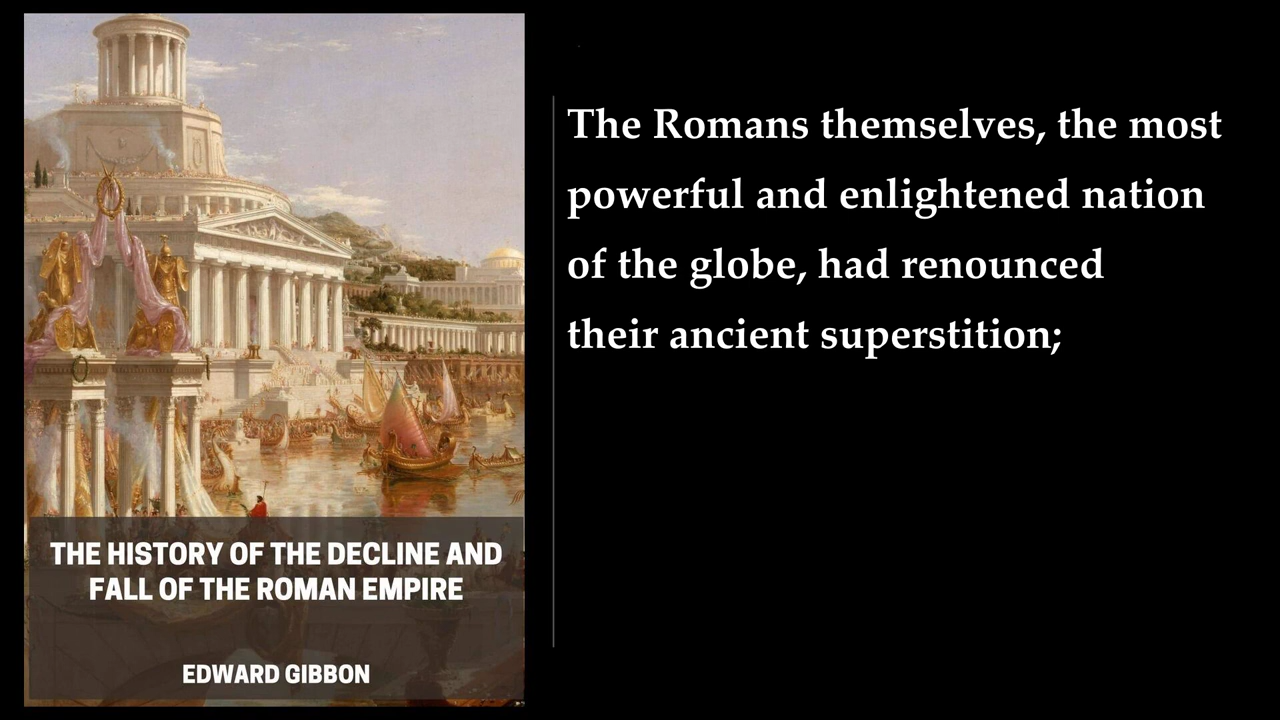 THE HISTORY OF THE DECLINE AND
FALL OF THE ROMAN EMPIRE
EDWARD GIBBON
The Romans themselves, the most
powerful and enlightened nation
of the globe, had renounced
their ancient superstition;